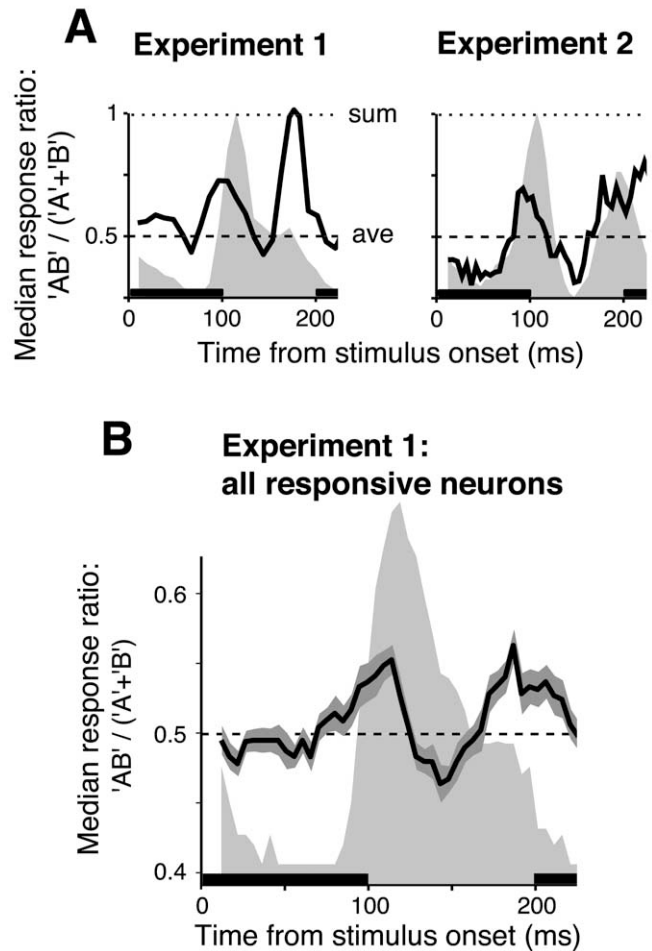 A
Experiment 1
Experiment 2
Median response ratio:
'AB' / ('A'+'B')
1
0.5
sum
ave
0
100
200
0
100
200
Time from stimulus onset (ms)
B
Experiment 1:
all responsive neurons
Median response ratio:
'AB' / ('A'+'B')
0.6
0.5
0.4
0
100
200
Time from stimulus onset (ms)